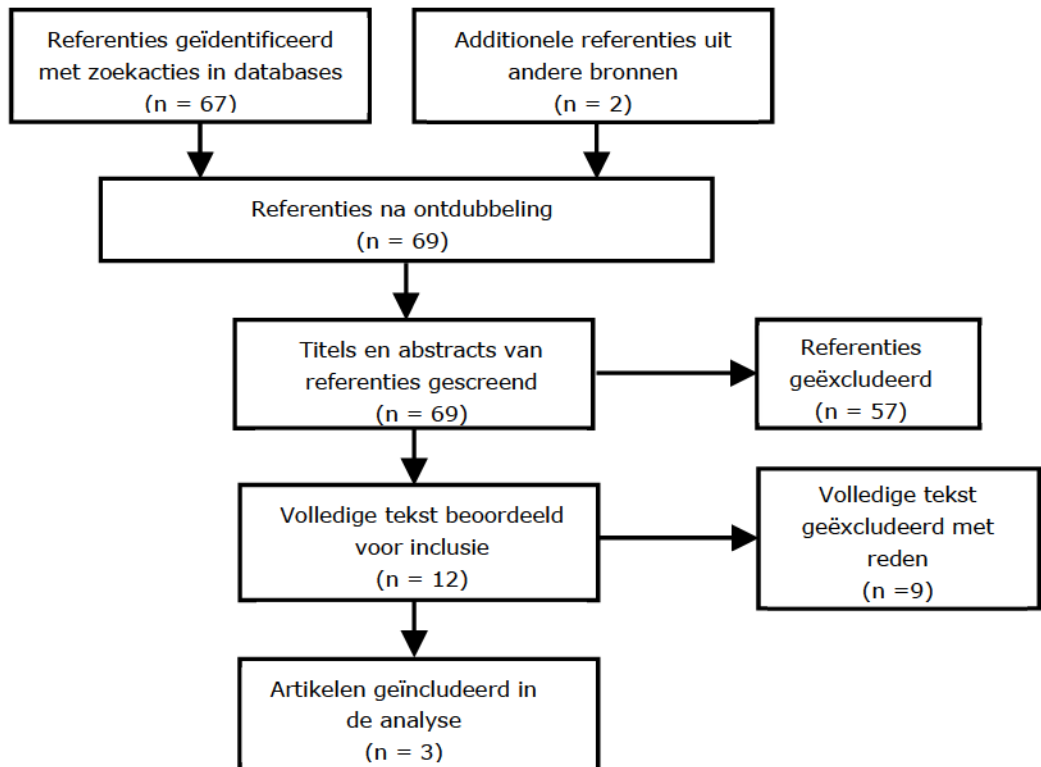 Referenties geïdentificeerd
met zoekacties in databases
(n = 67)
Additionele referenties uit
andere bronnen
(n = 2)
Referenties na ontdubbeling
(n = 69)
Titels en abstracts van
referenties gescreend
(n = 69)
Referenties
geëxcludeerd
(n = 57)
Volledige tekst beoordeeld
voor inclusie
(n = 12)
Volledige tekst
geëxcludeerd met
reden
(n =9)
Artikelen geïncludeerd in
de analyse
(n = 3)